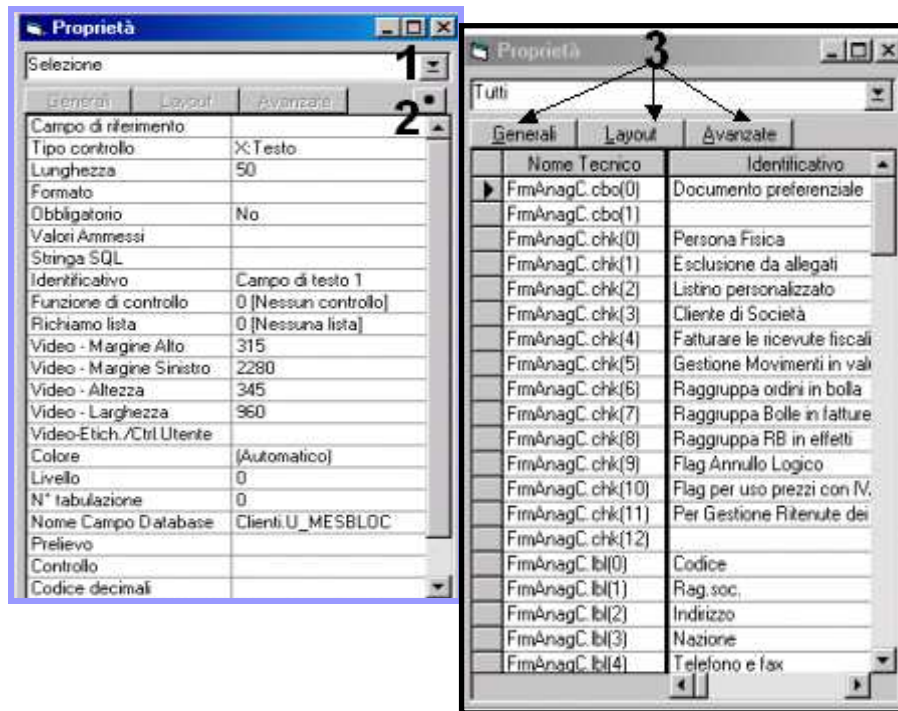 Proprietà
Selezione
1
Generali Layout Avanzate
2
Campo di riferimento
Tipo controllo X:Testo
Lunghezza 50
Formato
Obbligatorio No
Valori Ammessi
Stringa SQL
Identificativo Campo di testo 1
Funzione di controllo 0 [Nessun controllo]
Richiamo lista 0 [Nessuna lista]
Video - Margine Alto 315
Video - Margine Sinistro 2280
Video - Altezza 345
Video - Larghezza 960
Video-Etich./Ctrl Utente
Colore (Automatico)
Livello 0
N° tabulazione 0
Nome Campo Database Clienti.U_MESBLOC
Prelievo
Controllo
Codice decimali
Proprietà
3
Tutti
Generali Layout Avanzate
Nome Tecnico Identificativo
FrmAnagC.cbo(0) Documento preferenziale
FrmAnagC.cbo(1)
FrmAnagC.chk(0) Persona Fisica
FrmAnagC.chk(1) Esclusione da allegati
FrmAnagC.chk(2) Listino personalizzato
FrmAnagC.chk(3) Cliente di Società
FrmAnagC.chk(4) Fatturare le ricevute fiscali
FrmAnagC.chk(5) Gestione Movimenti in valu
FrmAnagC.chk(6) Raggruppa ordini in bolla
FrmAnagC.chk(7) Raggruppa Bolle in fatture
FrmAnagC.chk(8) Raggruppa RB in effetti
FrmAnagC.chk(9) Flag Annullo Logico
FrmAnagC.chk(10) Flag per uso prezzi con IV.
FrmAnagC.chk(11) Per Gestione Ritenute dei
FrmAnagC.chk(12)
FrmAnagC.lbl(0) Codice
FrmAnagC.lbl(1) Rag.soc.
FrmAnagC.lbl(2) Indirizzo
FrmAnagC.lbl(3) Nazione
FrmAnagC.lbl(4) Telefono e fax